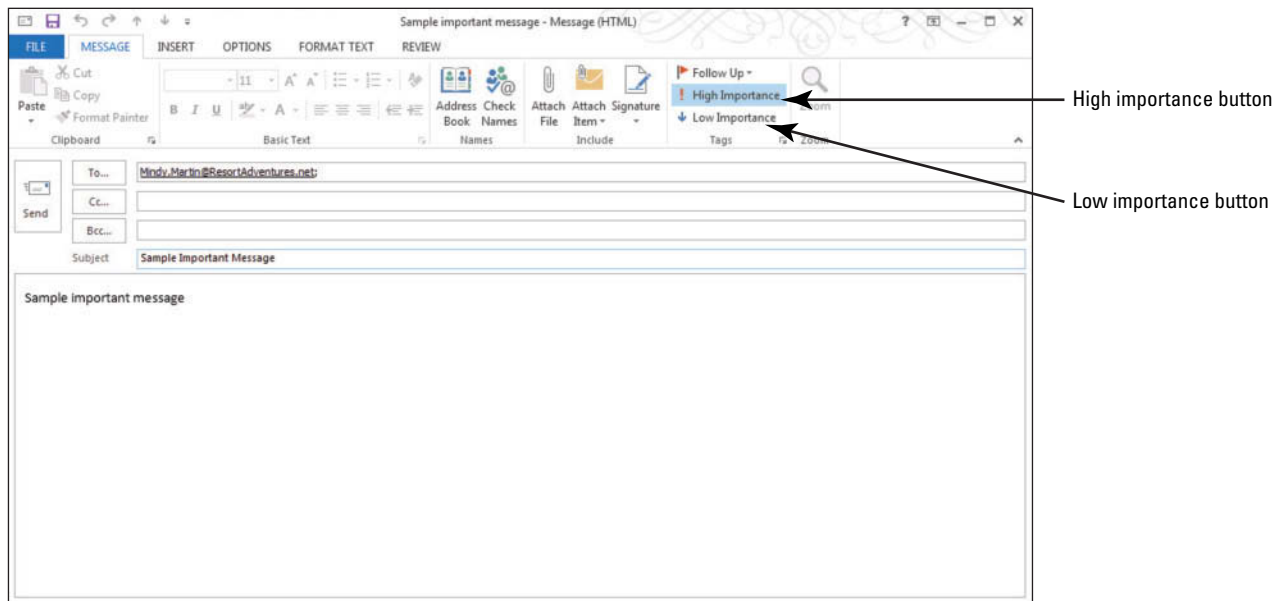 Sample important message - Message (HTML)
FILE MESSAGE INSERT OPTIONS FORMAT TEXT REVIEW
Paste
Cut
Copy
Format Painter
Clipboard
11
B I U
Basic Text
Address Book
Check Names
Names
Attach File
Attach Item
Signature
Include
Follow Up
High Importance
Low Importance
Tags
Zoom
Zoom
High importance button
Low importance button
Send
To...
Mindy.Martin@ResortAdventures.net;
Cc...
Bcc...
Subject
Sample Important Message
Sample important message